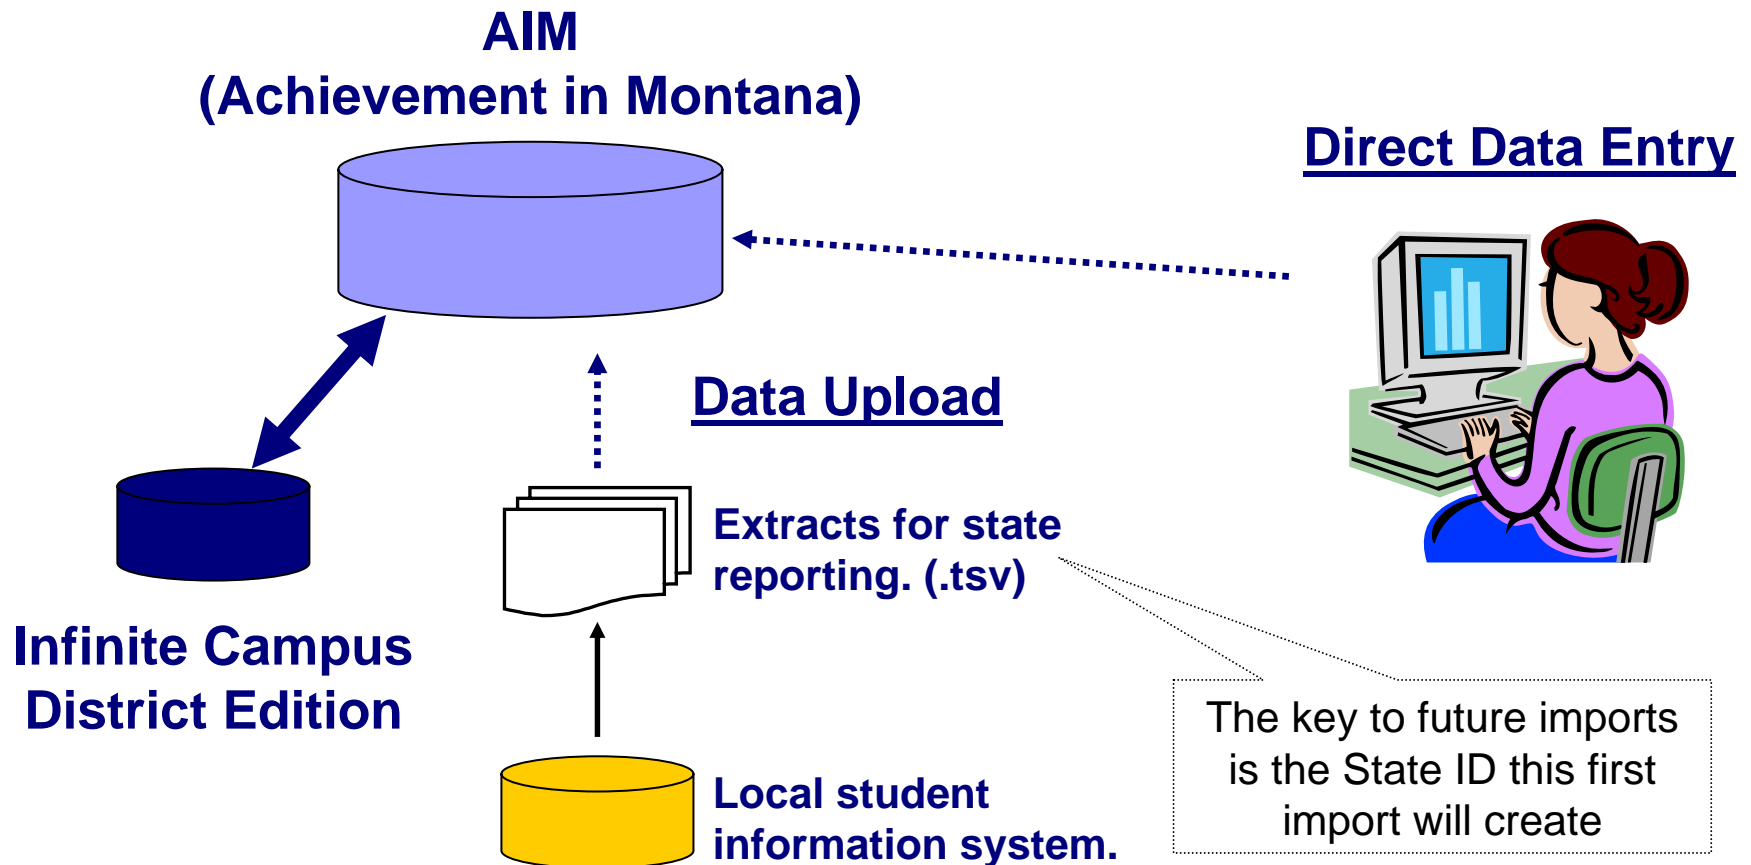 AIM
(Achievement in Montana)
Direct Data Entry
Data Upload
Extracts for state
reporting. (.tsv)
Infinite Campus
District Edition
The key to future imports
is the State ID this first
import will create
Local student
information system.